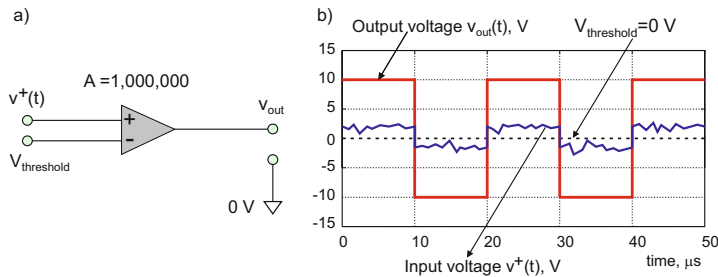 a)
A =1,000,000
v⁺(t)
+
-
V_threshold
v_out
0 V
b)
Output voltage v_out(t), V
V_threshold=0 V
15
10
5
0
-5
-10
-15
0
10
20
30
40
50
time, μs
Input voltage v⁺(t), V